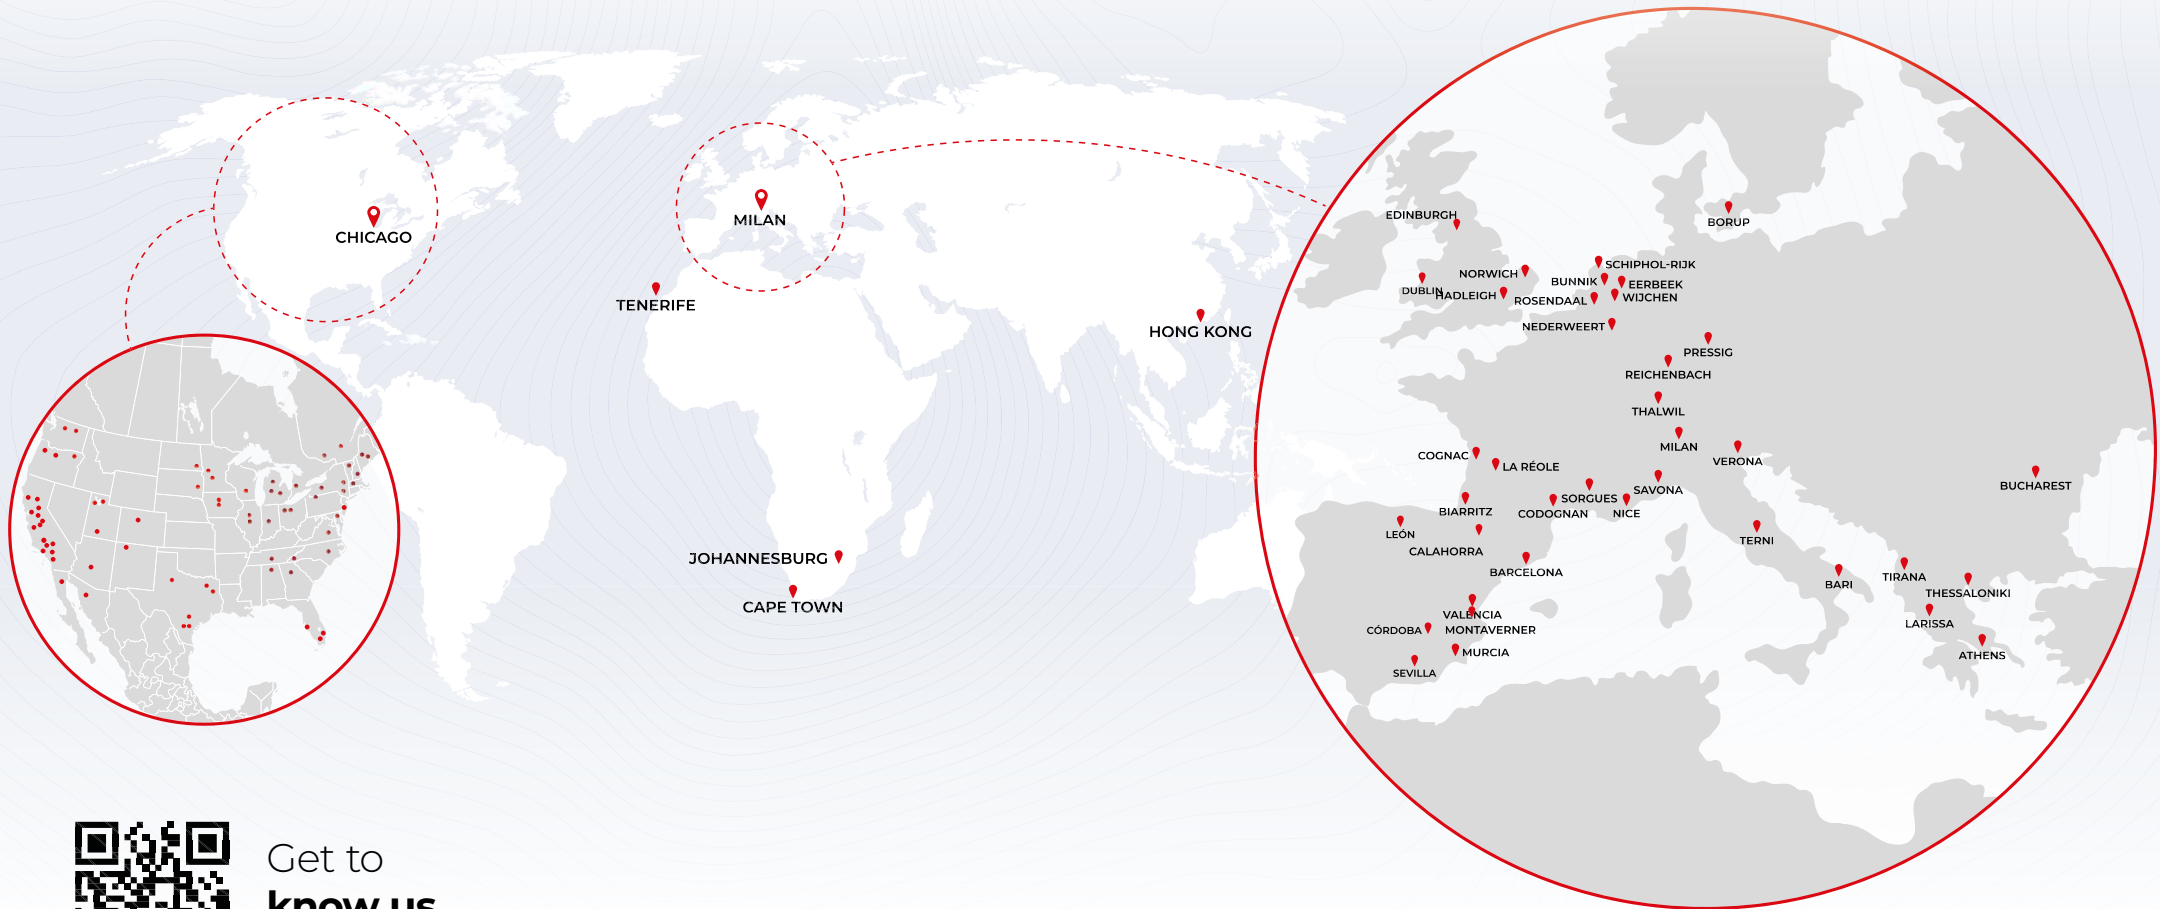 CHICAGO
MILAN
TENERIFE
HONG KONG
JOHANNESBURG
CAPE TOWN
EDINBURGH
BORUP
NORWICH
SCHIPHOL-RIJK
BUNNIK
EERBEEK
DUBLIN
HADLEIGH
ROSENDAAL
WIJCHEN
NEDERWEERT
PRESSIG
REICHENBACH
THALWIL
MILAN
VERONA
COGNAC
LA RÉOLE
SAVONA
BUCHAREST
SORGUES
BIARRITZ
CODOGNAN
NICE
LEÓN
CALAHORRA
TERNI
BARCELONA
BARI
TIRANA
THESSALONIKI
VALENCIA
LARISSA
CÓRDOBA
MONTAVERNER
MURCIA
ATHENS
SEVILLA
Get to
know us